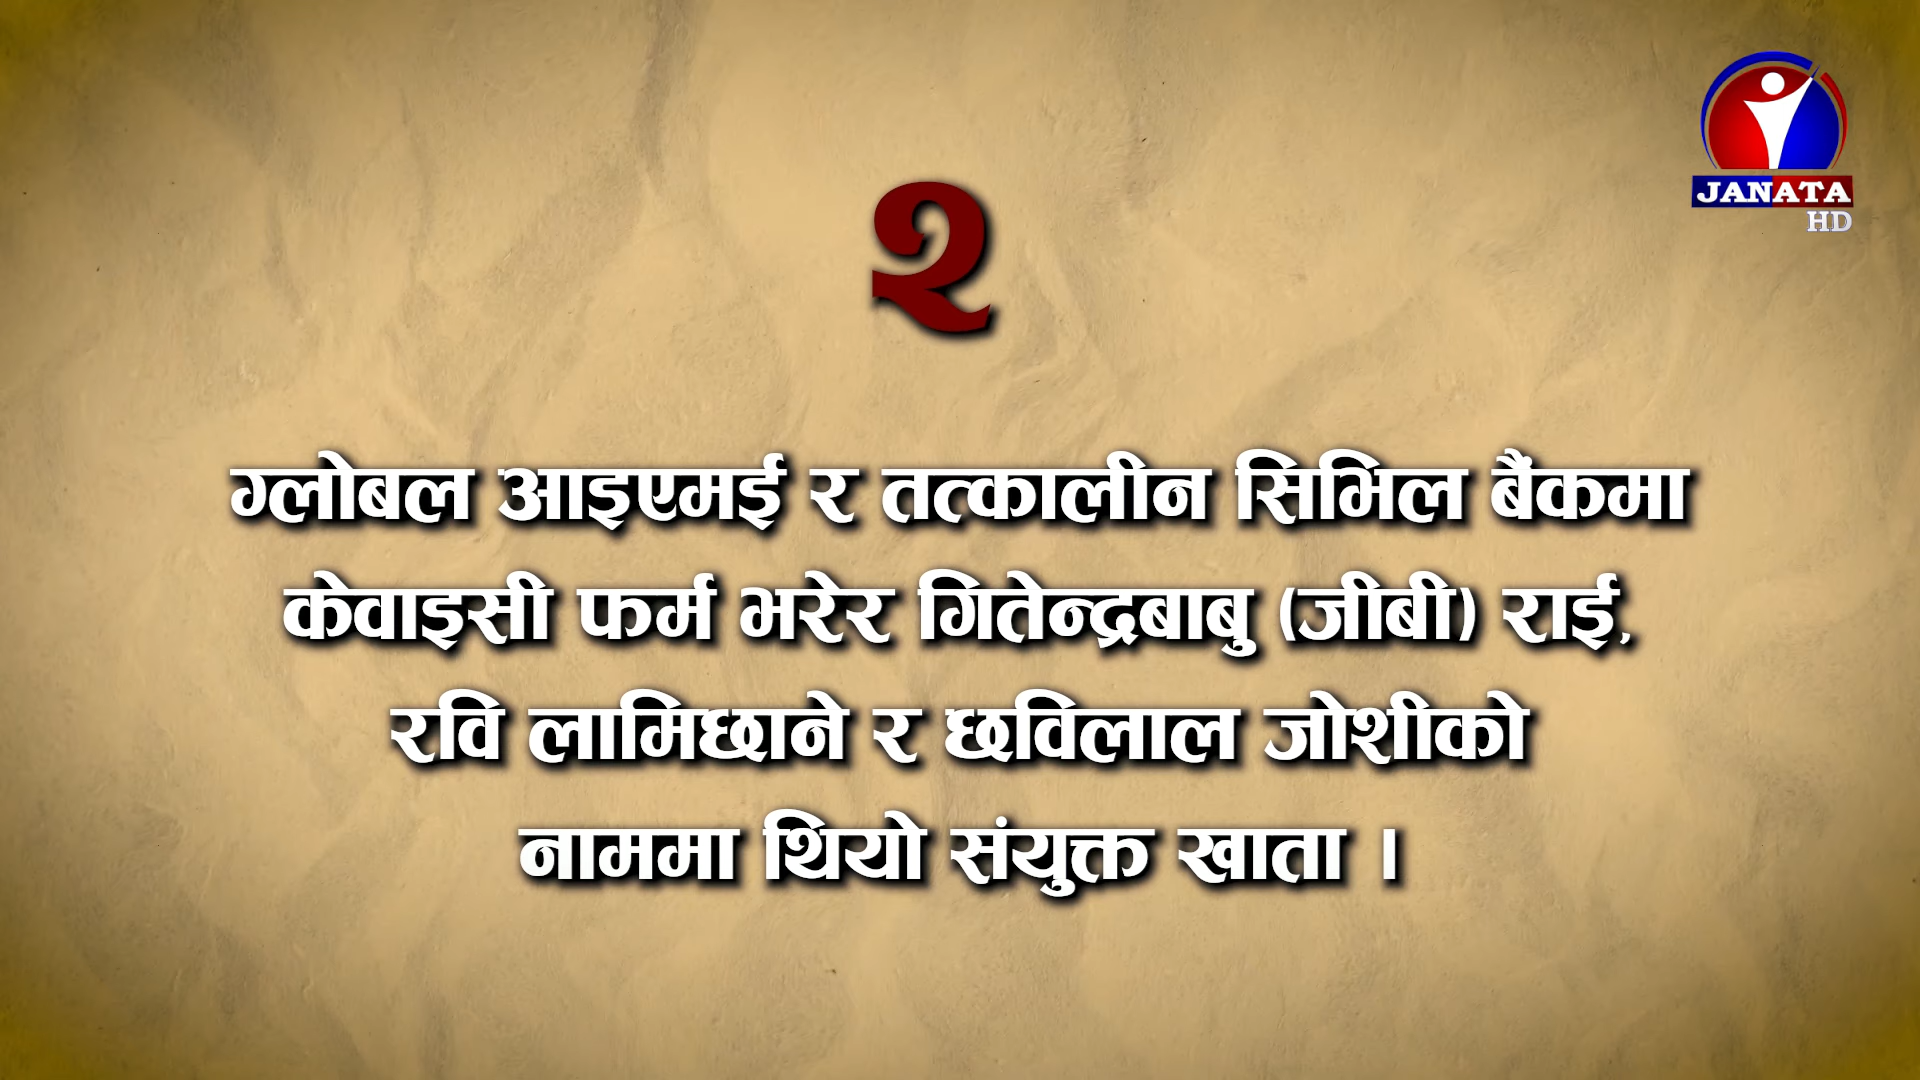 JANATA
HD
२
ग्लोबल आइएमई र तत्कालीन सिभिल बैंकमा
केवाइसी फर्म भरेर गितेन्द्रबाबु (जीबी) राई,
रवि लामिछाने र छविलाल जोशीको
नाममा थियो संयुक्त खाता ।